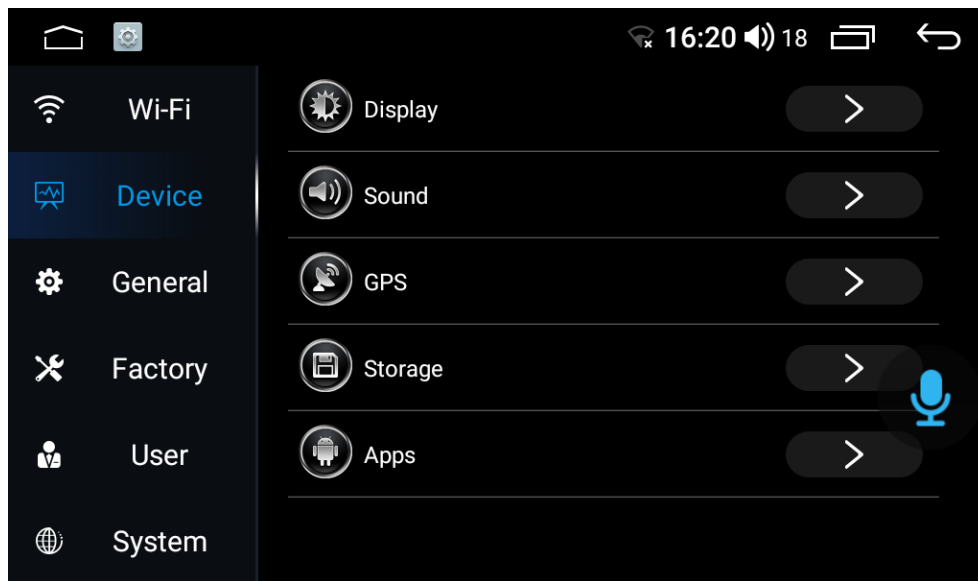 16:20 18
Wi-Fi
Device
General
Factory
User
System
Display
Sound
GPS
Storage
Apps